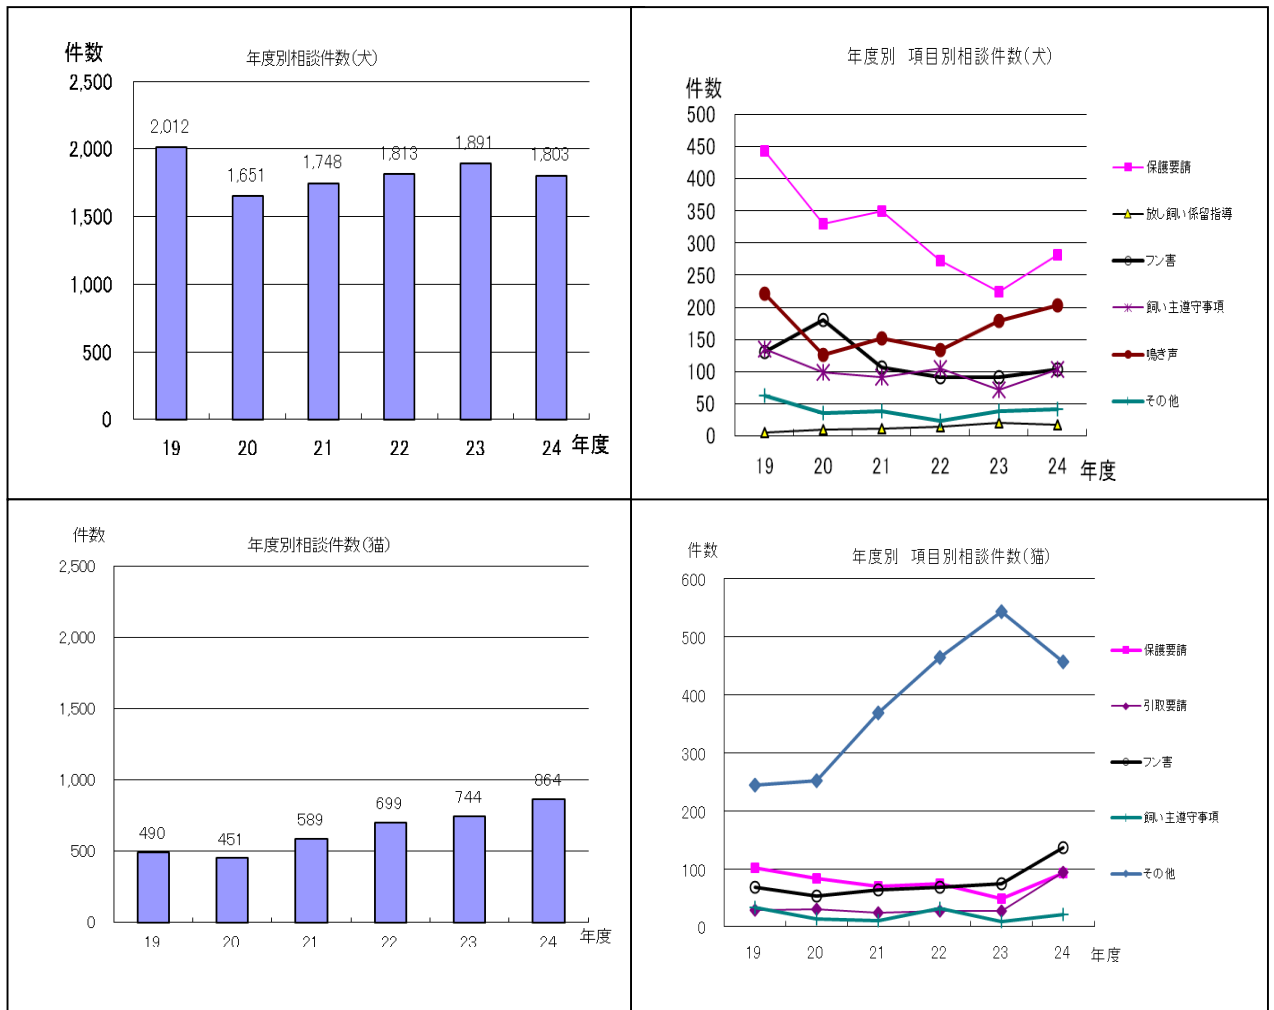 件数
年度別相談件数(犬)
2,500
2,000
1,500
1,000
500
0
2,012
1,651
1,748
1,813
1,891
1,803
19 20 21 22 23 24 年度
年度別 項目別相談件数(犬)
件数
500
450
400
350
300
250
200
150
100
50
0
19 20 21 22 23 24 年度
保護要請
放し飼い係留指導
フン害
飼い主遵守事項
鳴き声
その他
件数
年度別相談件数(猫)
2,500
2,000
1,500
1,000
500
0
490
451
589
699
744
864
19 20 21 22 23 24 年度
年度別 項目別相談件数(猫)
件数
600
500
400
300
200
100
0
19 20 21 22 23 24 年度
保護要請
引取要請
フン害
飼い主遵守事項
その他